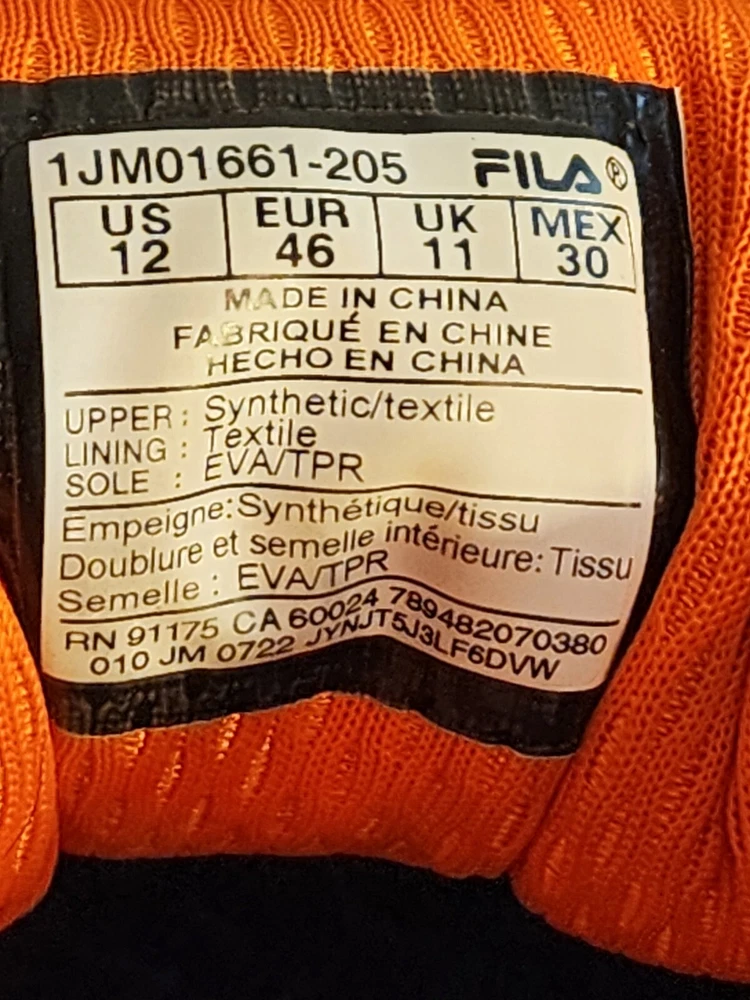 1JM01661-205 FILA®
US EUR UK MEX
12 46 11 30
MADE IN CHINA
FABRIQUÉ EN CHINE
HECHO EN CHINA
UPPER : Synthetic/textile
LINING : Textile
SOLE : EVA/TPR
Empeigne: Synthétique/tissu
Doublure et semelle intérieure: Tissu
Semelle : EVA/TPR
RN 91175 CA 60024 789482070380
010 JM 0722 JYNJT5J3LF6DVW